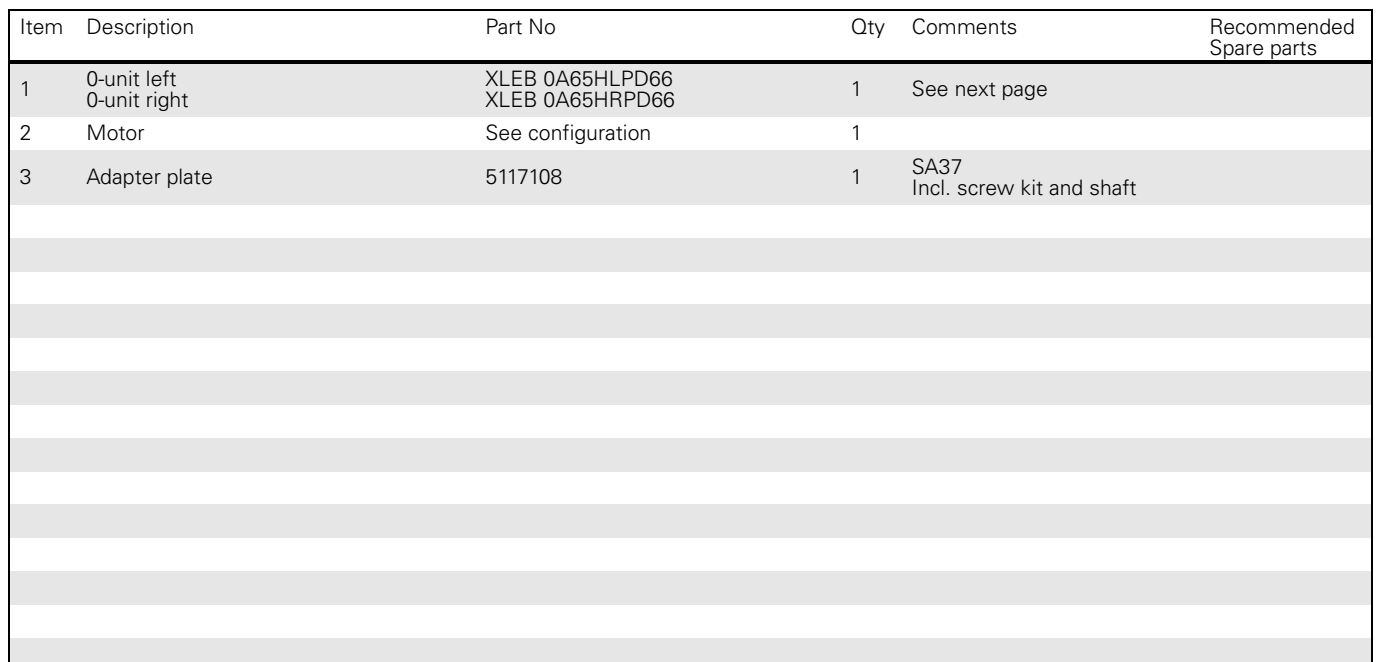 Item Description Part No Qty Comments Recommended
Spare parts
1 0-unit left XLEB 0A65HLPD66 1 See next page
0-unit right XLEB 0A65HRPD66
2 Motor See configuration 1
3 Adapter plate 5117108 1 SA37
Incl. screw kit and shaft